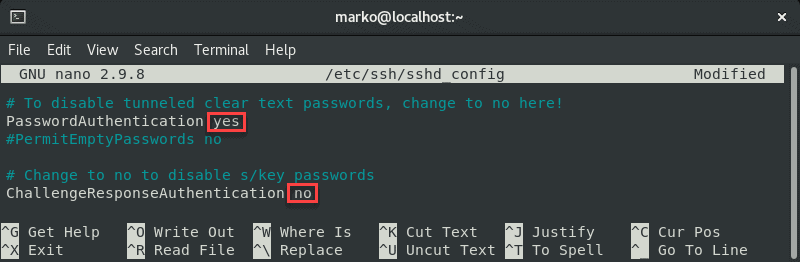 marko@localhost:~
File Edit View Search Terminal Help
GNU nano 2.9.8 /etc/ssh/sshd_config Modified
# To disable tunneled clear text passwords, change to no here!
PasswordAuthentication yes
#PermitEmptyPasswords no
# Change to no to disable s/key passwords
ChallengeResponseAuthentication no
^G Get Help ^O Write Out ^W Where Is ^K Cut Text ^J Justify ^C Cur Pos
^X Exit ^R Read File ^\ Replace ^U Uncut Text ^T To Spell ^_ Go To Line